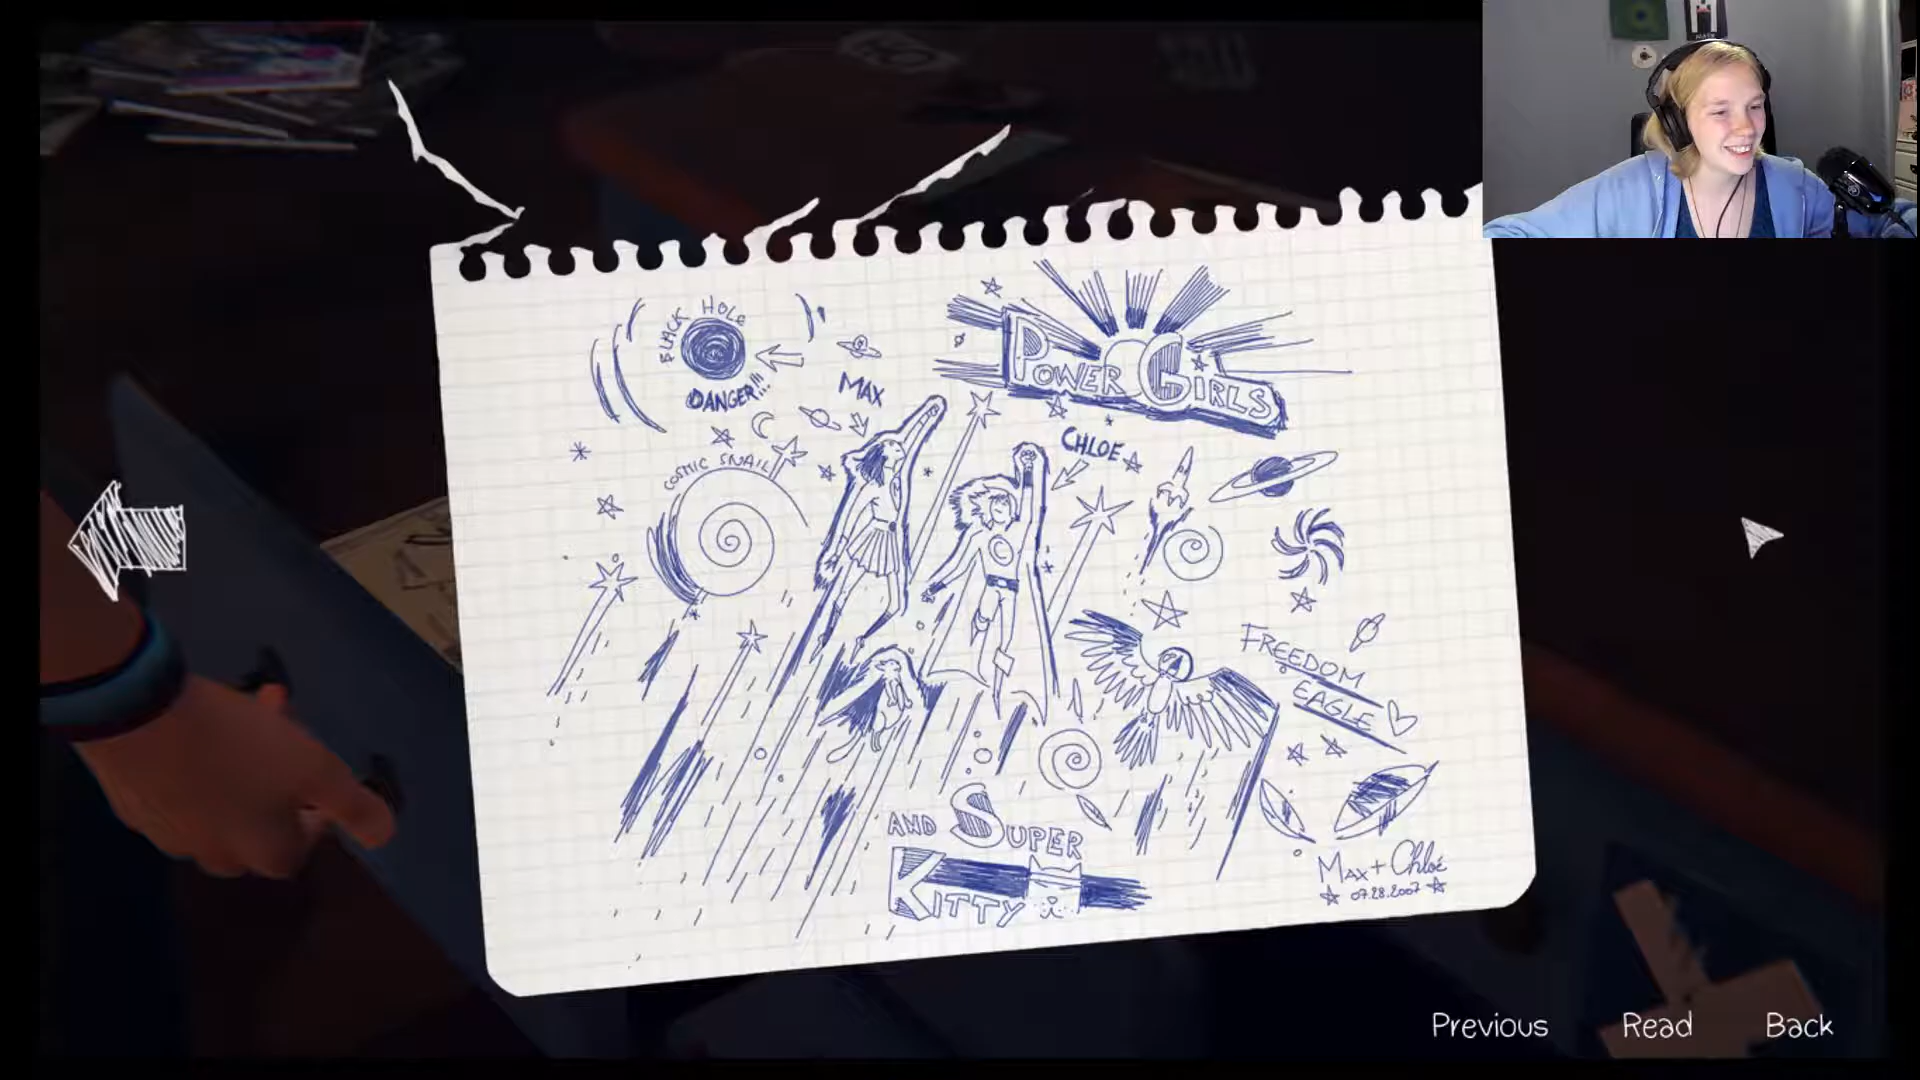 BLACK HOLE
DANGER!!!
MAX
POWER GIRLS
CHLOE
COSMIC SNAIL
FREEDOM
EAGLE
AND SUPER
KITTY
MAX + Chloé
07.28.2007
Previous
Read
Back